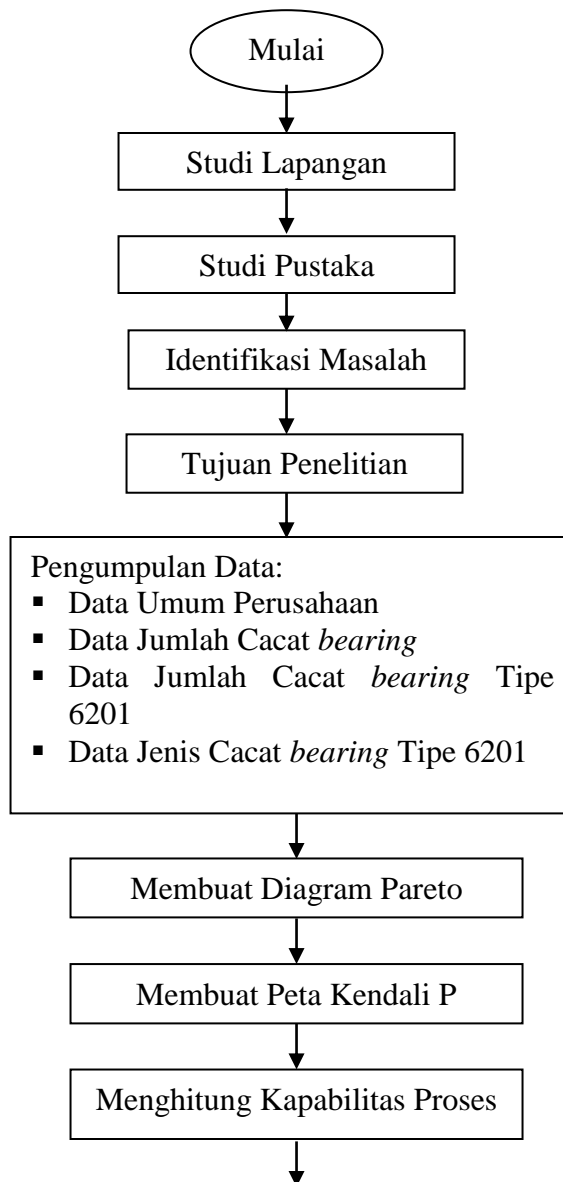 Mulai
Studi Lapangan
Studi Pustaka
Identifikasi Masalah
Tujuan Penelitian
Pengumpulan Data:
▪ Data Umum Perusahaan
▪ Data Jumlah Cacat bearing
▪ Data Jumlah Cacat bearing Tipe
6201
▪ Data Jenis Cacat bearing Tipe 6201
Membuat Diagram Pareto
Membuat Peta Kendali P
Menghitung Kapabilitas Proses